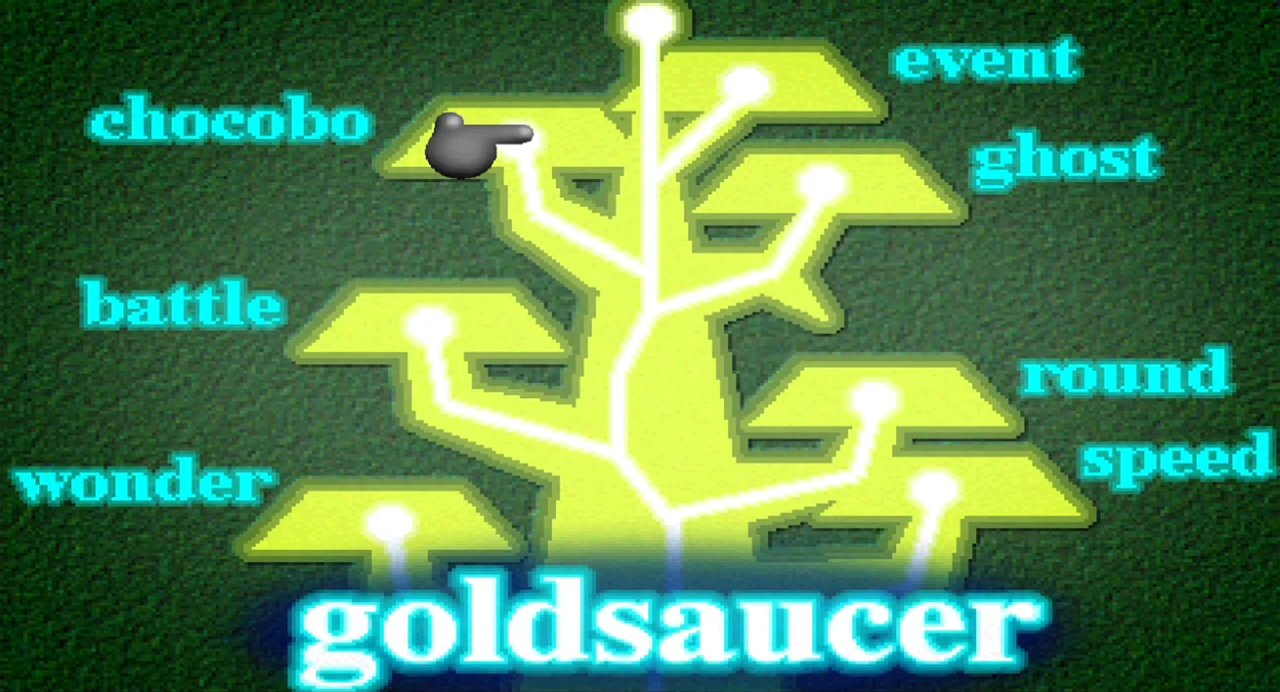 event
chocobo
ghost
battle
round
speed
wonder
goldsaucer